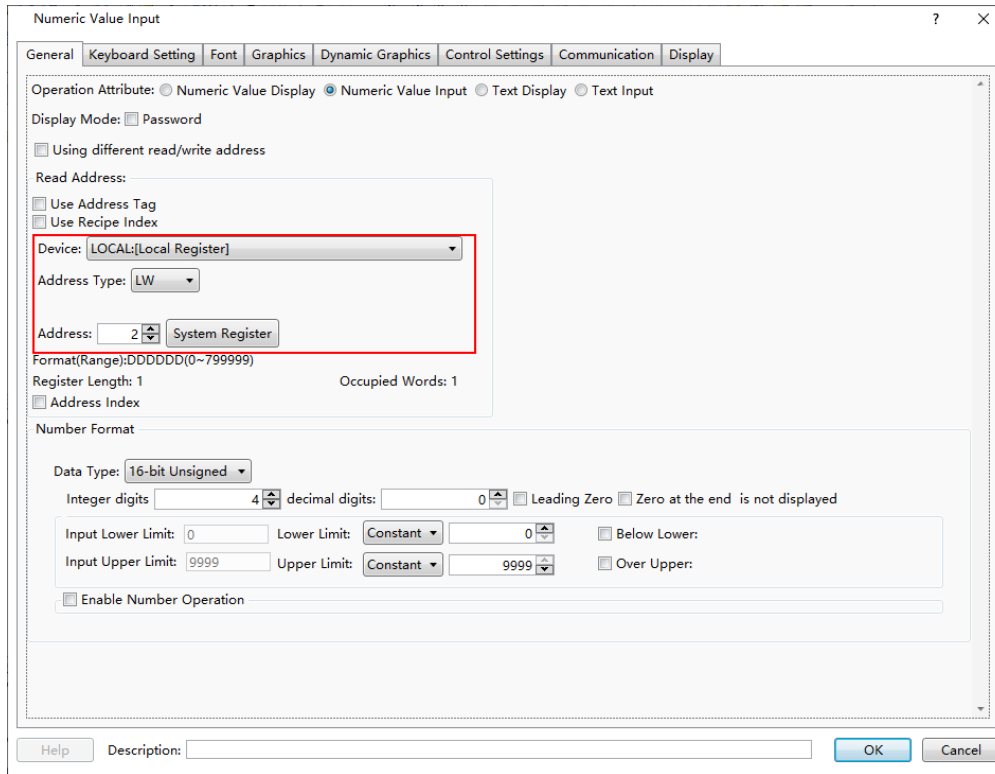 Numeric Value Input ? ×
General Keyboard Setting Font Graphics Dynamic Graphics Control Settings Communication Display
Operation Attribute: Numeric Value Display Numeric Value Input Text Display Text Input
Display Mode: Password
Using different read/write address
Read Address:
Use Address Tag
Use Recipe Index
Device: LOCAL:[Local Register]
Address Type: LW
Address: 2 System Register
Format(Range):DDDDDD(0~799999)
Register Length: 1 Occupied Words: 1
Address Index
Number Format
Data Type: 16-bit Unsigned
Integer digits 4 decimal digits: 0 Leading Zero Zero at the end is not displayed
Input Lower Limit: 0 Lower Limit: Constant 0 Below Lower:
Input Upper Limit: 9999 Upper Limit: Constant 9999 Over Upper:
Enable Number Operation
Help Description: OK Cancel